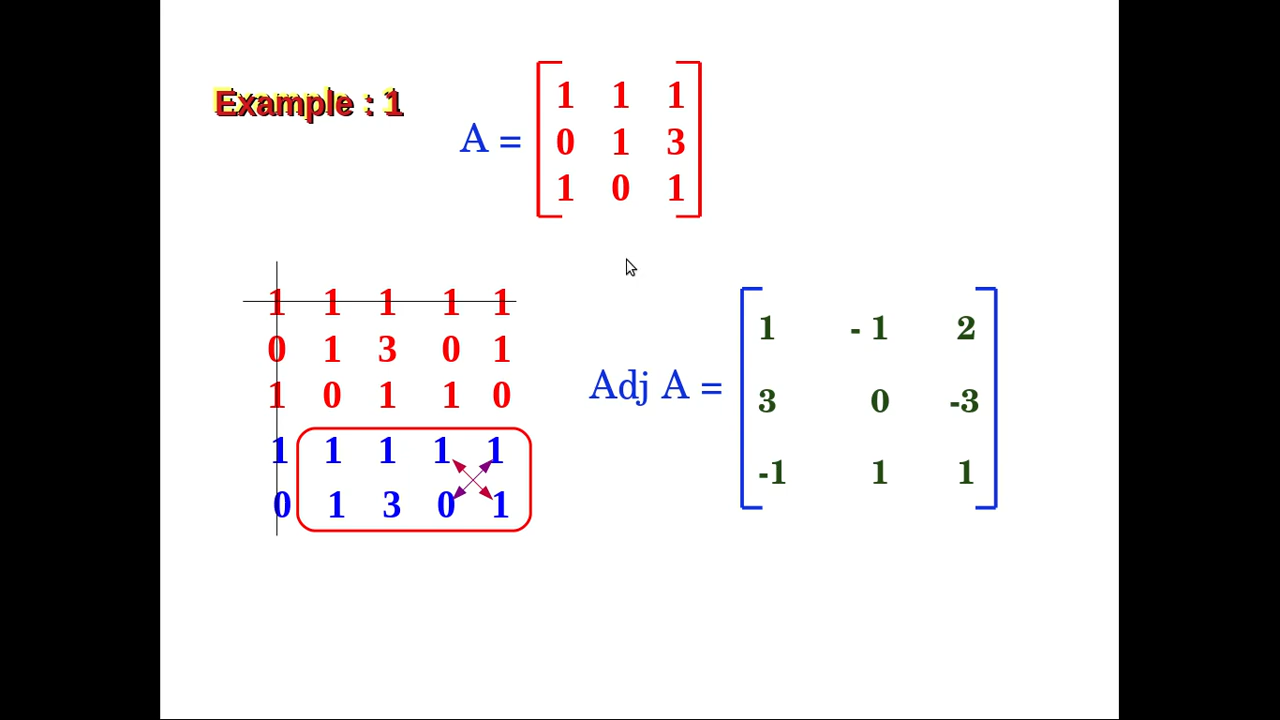 Example : 1
A =
1 1 1
0 1 3
1 0 1
1 1 1 1 1
0 1 3 0 1
1 0 1 1 0
1 1 1 1 1
0 1 3 0 1
Adj A =
1 - 1 2
3 0 -3
-1 1 1